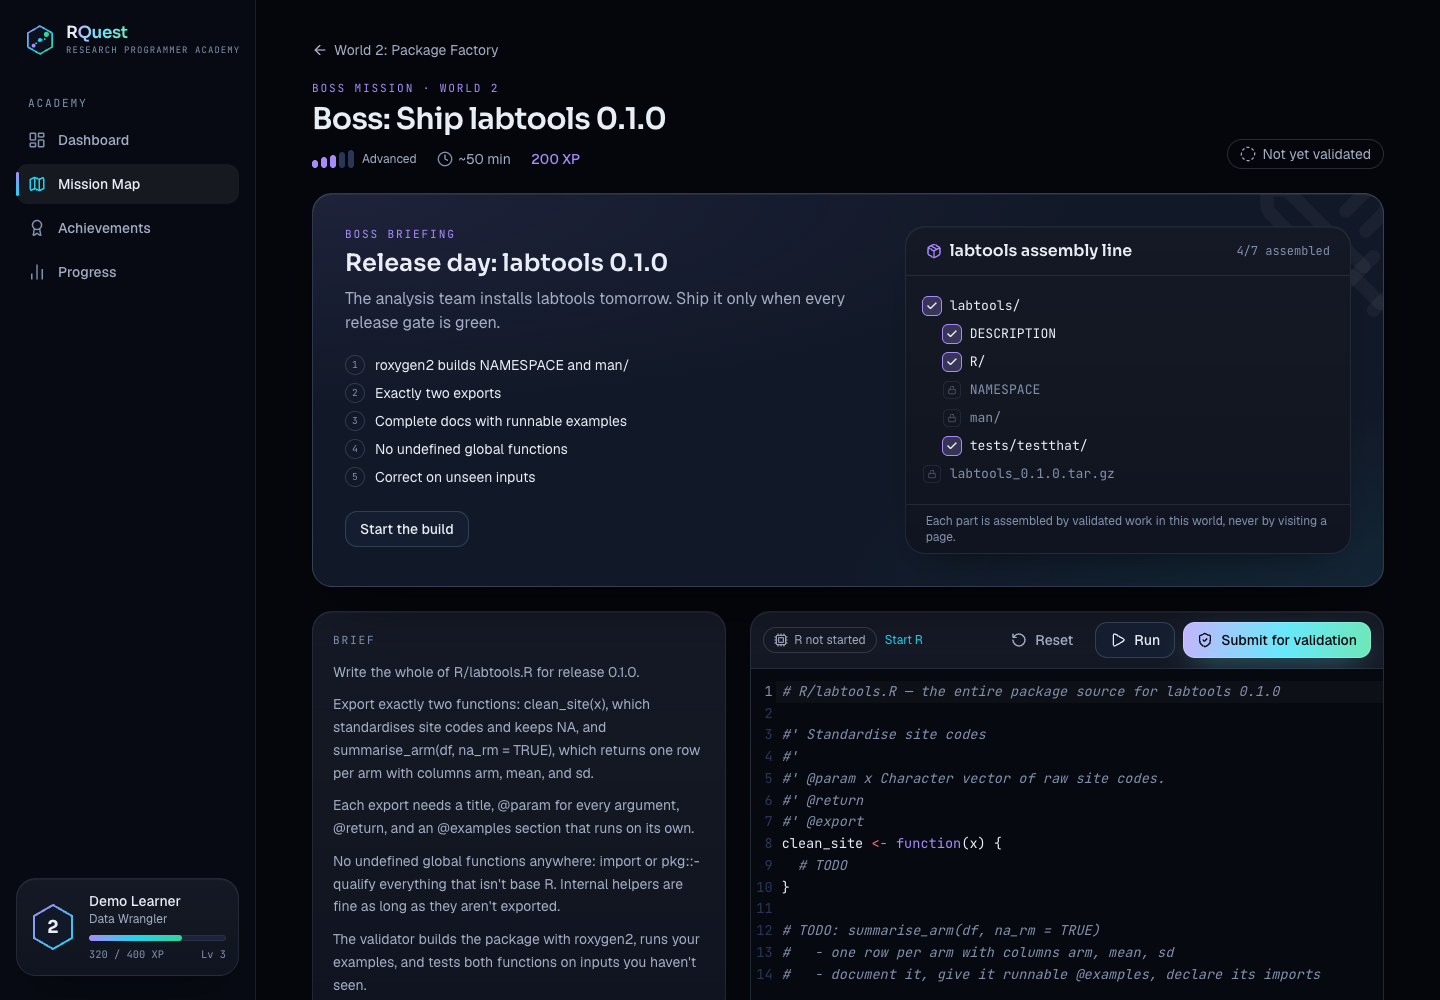 RQuest
RESEARCH PROGRAMMER ACADEMY
ACADEMY
Dashboard
Mission Map
Achievements
Progress
2
Demo Learner
Data Wrangler
320 / 400 XP
Lv 3
World 2: Package Factory
BOSS MISSION · WORLD 2
Boss: Ship labtools 0.1.0
Advanced
~50 min
200 XP
Not yet validated
BOSS BRIEFING
Release day: labtools 0.1.0
The analysis team installs labtools tomorrow. Ship it only when every
release gate is green.
1 roxygen2 builds NAMESPACE and man/
2 Exactly two exports
3 Complete docs with runnable examples
4 No undefined global functions
5 Correct on unseen inputs
Start the build
labtools assembly line
4/7 assembled
labtools/
DESCRIPTION
R/
NAMESPACE
man/
tests/testthat/
labtools_0.1.0.tar.gz
Each part is assembled by validated work in this world, never by visiting a
page.
BRIEF
Write the whole of R/labtools.R for release 0.1.0.
Export exactly two functions: clean_site(x), which
standardises site codes and keeps NA, and
summarise_arm(df, na_rm = TRUE), which returns one row
per arm with columns arm, mean, and sd.
Each export needs a title, @param for every argument,
@return, and an @examples section that runs on its own.
No undefined global functions anywhere: import or pkg::-
qualify everything that isn't base R. Internal helpers are
fine as long as they aren't exported.
The validator builds the package with roxygen2, runs your
examples, and tests both functions on inputs you haven't
seen.
R not started
Start R
Reset
Run
Submit for validation
1 # R/labtools.R — the entire package source for labtools 0.1.0
2
3 #' Standardise site codes
4 #'
5 #' @param x Character vector of raw site codes.
6 #' @return
7 #' @export
8 clean_site <- function(x) {
9   # TODO
10 }
11
12 # TODO: summarise_arm(df, na_rm = TRUE)
13 #   - one row per arm with columns arm, mean, sd
14 #   - document it, give it runnable @examples, declare its imports